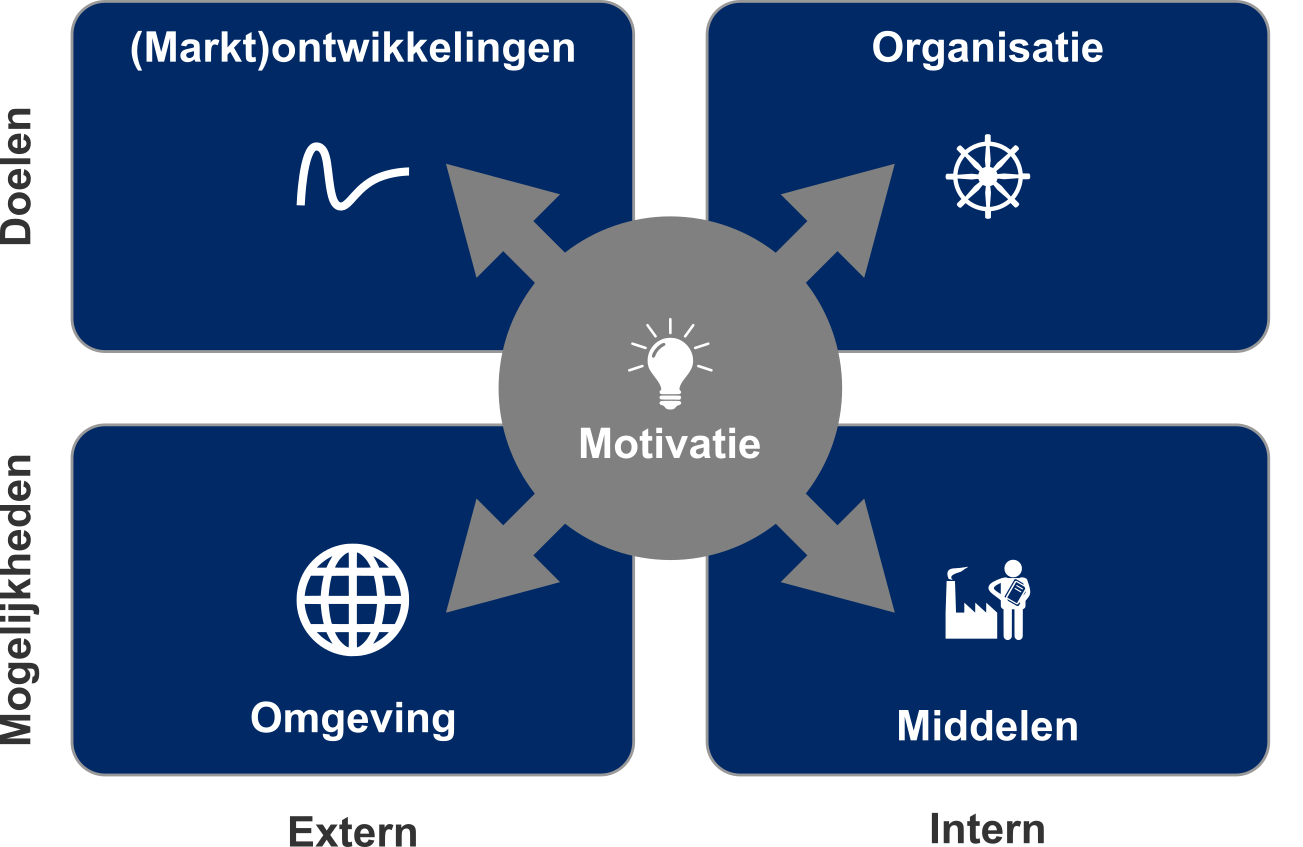 (Markt)ontwikkelingen
Organisatie
Doelen
Motivatie
Mogelijkheden
Omgeving
Middelen
Extern
Intern